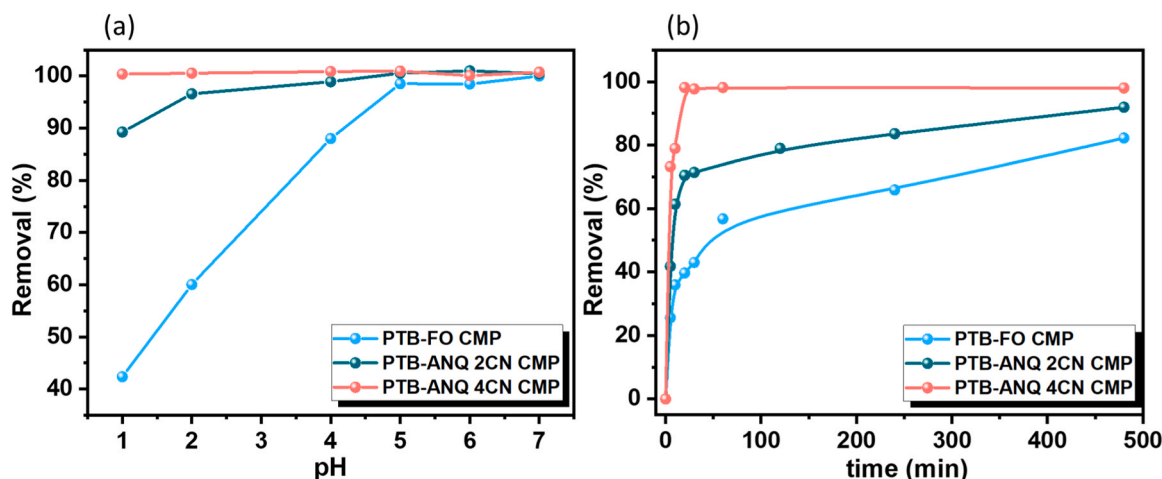 (a)
100
90
80
70
60
50
40
Removal (%)
1 2 3 4 5 6 7
pH
PTB-FO CMP
PTB-ANQ 2CN CMP
PTB-ANQ 4CN CMP
(b)
100
80
60
40
20
0
Removal (%)
0 100 200 300 400 500
time (min)
PTB-FO CMP
PTB-ANQ 2CN CMP
PTB-ANQ 4CN CMP